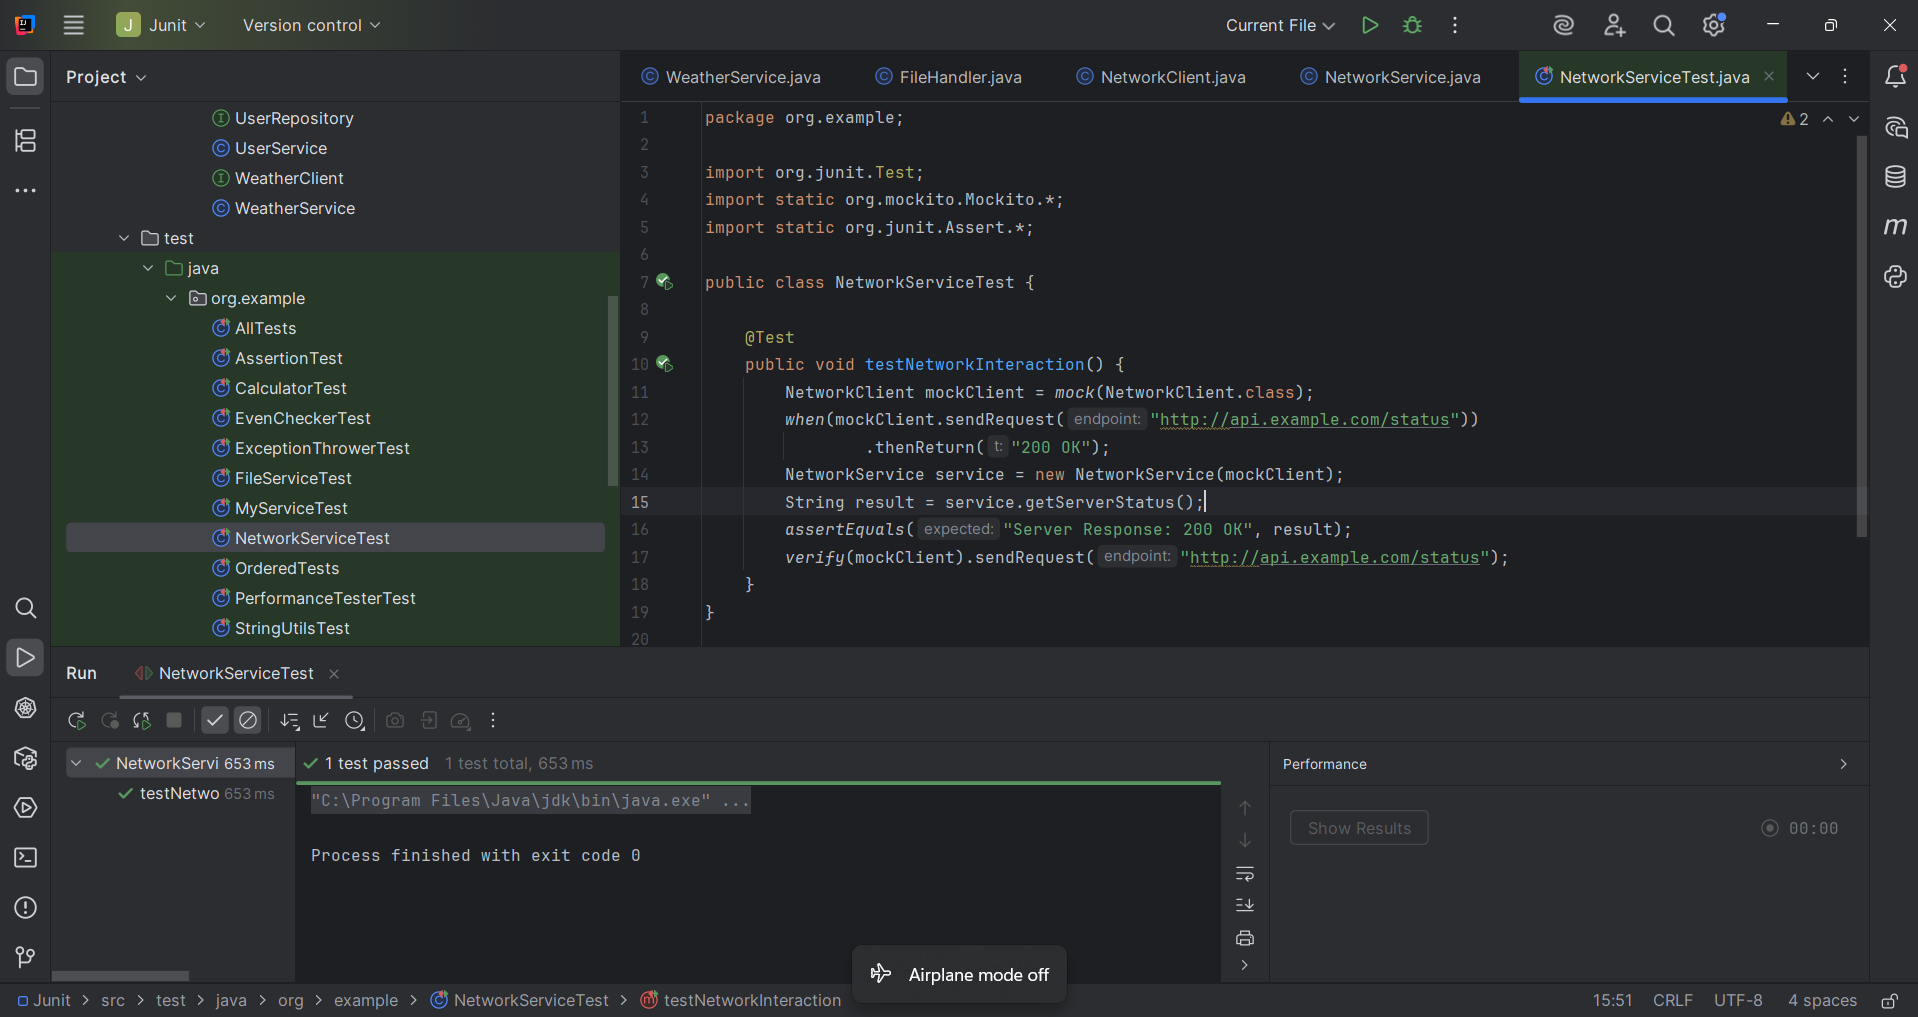 J Junit Version control Current File
Project
WeatherService.java FileHandler.java NetworkClient.java NetworkService.java NetworkServiceTest.java
UserRepository
UserService
WeatherClient
WeatherService
test
java
org.example
AllTests
AssertionTest
CalculatorTest
EvenCheckerTest
ExceptionThrowerTest
FileServiceTest
MyServiceTest
NetworkServiceTest
OrderedTests
PerformanceTesterTest
StringUtilsTest
1 package org.example;
2
3 import org.junit.Test;
4 import static org.mockito.Mockito.*;
5 import static org.junit.Assert.*;
6
7 public class NetworkServiceTest {
8
9 @Test
10 public void testNetworkInteraction() {
11 NetworkClient mockClient = mock(NetworkClient.class);
12 when(mockClient.sendRequest( endpoint: "http://api.example.com/status"))
13 .thenReturn( t: "200 OK");
14 NetworkService service = new NetworkService(mockClient);
15 String result = service.getServerStatus();
16 assertEquals( expected: "Server Response: 200 OK", result);
17 verify(mockClient).sendRequest( endpoint: "http://api.example.com/status");
18 }
19 }
20
2
Run NetworkServiceTest
NetworkServi 653 ms
testNetwo 653 ms
1 test passed 1 test total, 653 ms
"C:\Program Files\Java\jdk\bin\java.exe" ...
Process finished with exit code 0
Performance
Show Results 00:00
Airplane mode off
Junit > src > test > java > org > example > NetworkServiceTest > testNetworkInteraction
15:51 CRLF UTF-8 4 spaces